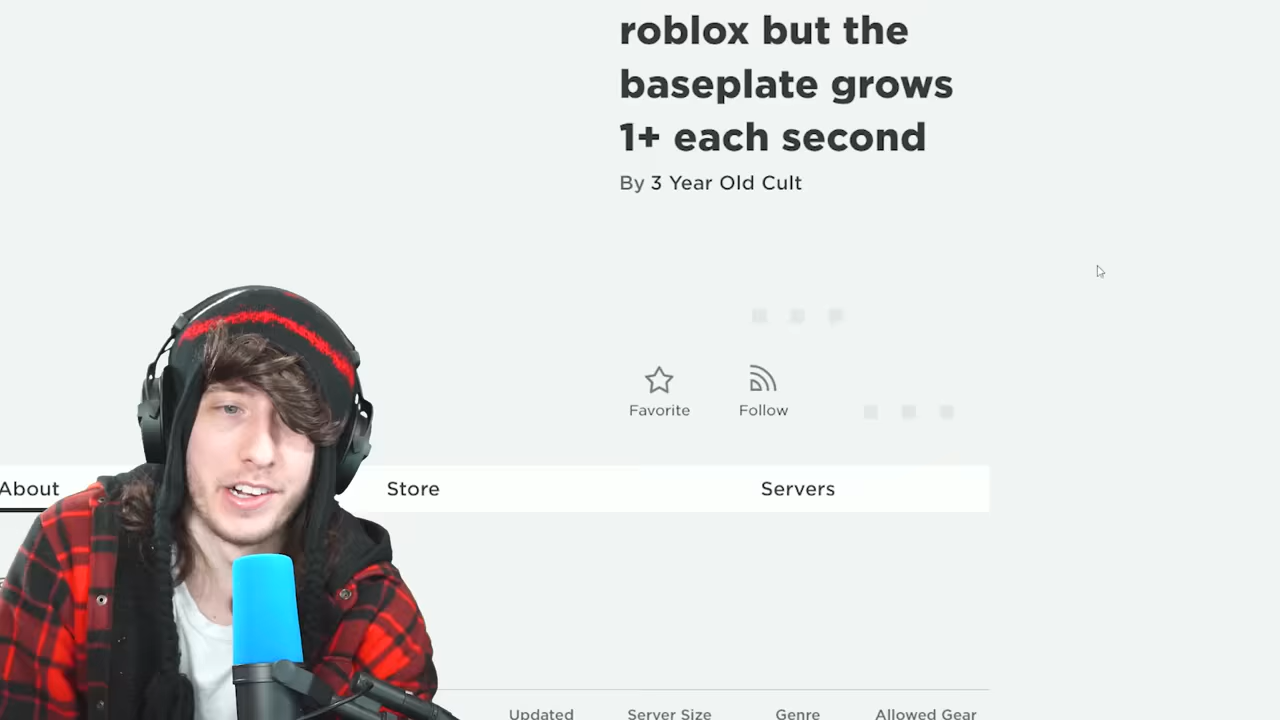 roblox but the
baseplate grows
1+ each second
By 3 Year Old Cult
Favorite
Follow
About
Store
Servers
Updated
Server Size
Genre
Allowed Gear